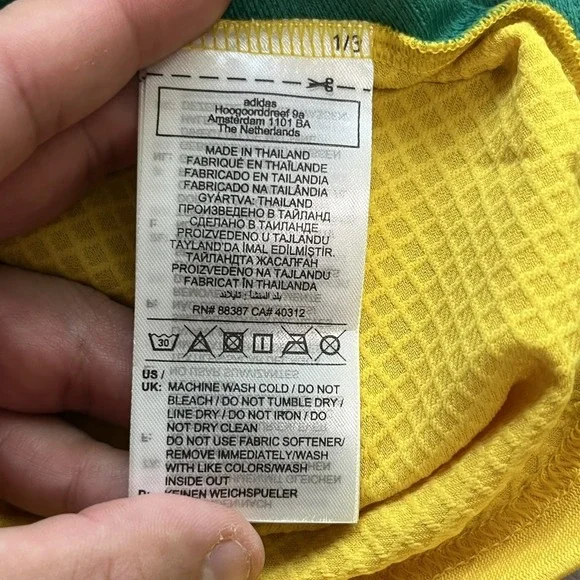 1/3
adidas
Hoogoorddreef 9a
Amsterdam 1101 BA
The Netherlands
MADE IN THAILAND
FABRIQUÉ EN THAÏLANDE
FABRICADO EN TAILANDIA
FABRICADO NA TAILÂNDIA
GYÁRTVA: THAILAND
ПРОИЗВЕДЕНО В ТАЙЛАНД
СДЕЛАНО В ТАИЛАНДЕ
PROIZVEDENO U TAJLANDU
TAYLAND'DA İMAL EDİLMİŞTİR.
ТАЙЛАНДТА ЖАСАЛҒАН
PROIZVEDENO NA TAJLANDU
FABRICAT ÎN THAILANDA
بلد المنشأ : تايلاند
RN# 88387 CA# 40312
30
US /
UK: MACHINE WASH COLD / DO NOT
BLEACH / DO NOT TUMBLE DRY /
LINE DRY / DO NOT IRON / DO
NOT DRY CLEAN
F: DO NOT USE FABRIC SOFTENER/
REMOVE IMMEDIATELY/WASH
WITH LIKE COLORS/WASH
INSIDE OUT
D: KEINEN WEICHSPUELER